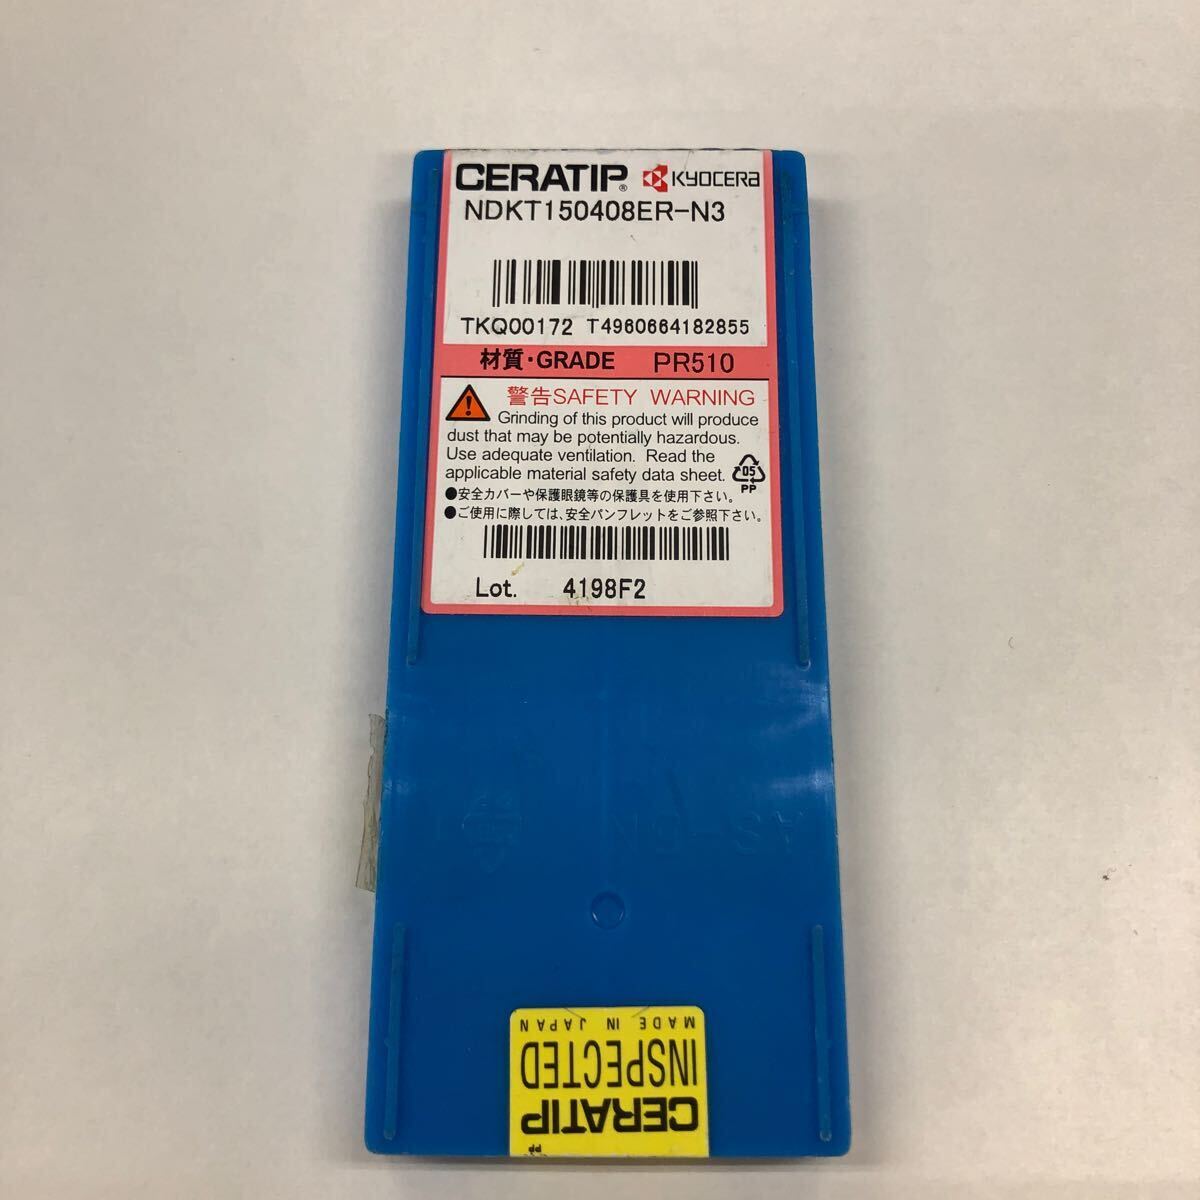 CERATIP® KYOCERA
NDKT150408ER-N3
TKQ00172 T4960664182855
材質・GRADE PR510
警告SAFETY WARNING
Grinding of this product will produce
dust that may be potentially hazardous.
Use adequate ventilation. Read the
applicable material safety data sheet.
05
PP
●安全カバーや保護眼鏡等の保護具を使用下さい。
●ご使用に際しては、安全パンフレットをご参照下さい。
Lot. 4198F2
AS-GN
PP
CERATIP
INSPECTED
MADE IN JAPAN